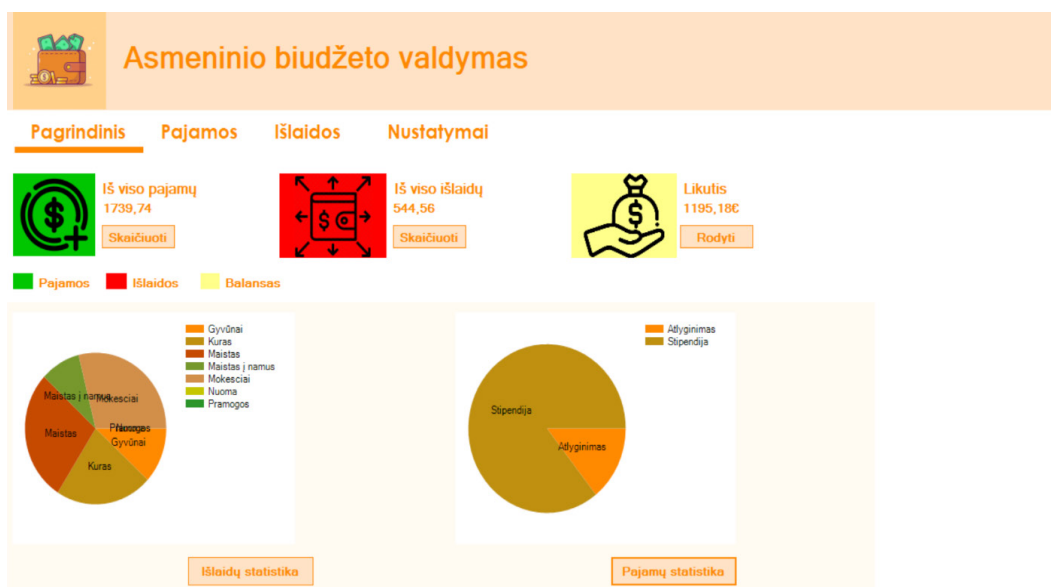 Asmeninio biudžeto valdymas
Pagrindinis Pajamos Išlaidos Nustatymai
Iš viso pajamų
1739,74
Skaičiuoti
Iš viso išlaidų
544,56
Skaičiuoti
Likutis
1195,18€
Rodyti
Pajamos Išlaidos Balansas
Gyvūnai
Kuras
Maistas
Maistas į namus
Mokesciai
Nuoma
Pramogos
Maistas į namus
Mokesciai
Maistas
Gyvūnai
Kuras
Atlyginimas
Stipendija
Stipendija
Atlyginimas
Išlaidų statistika
Pajamų statistika